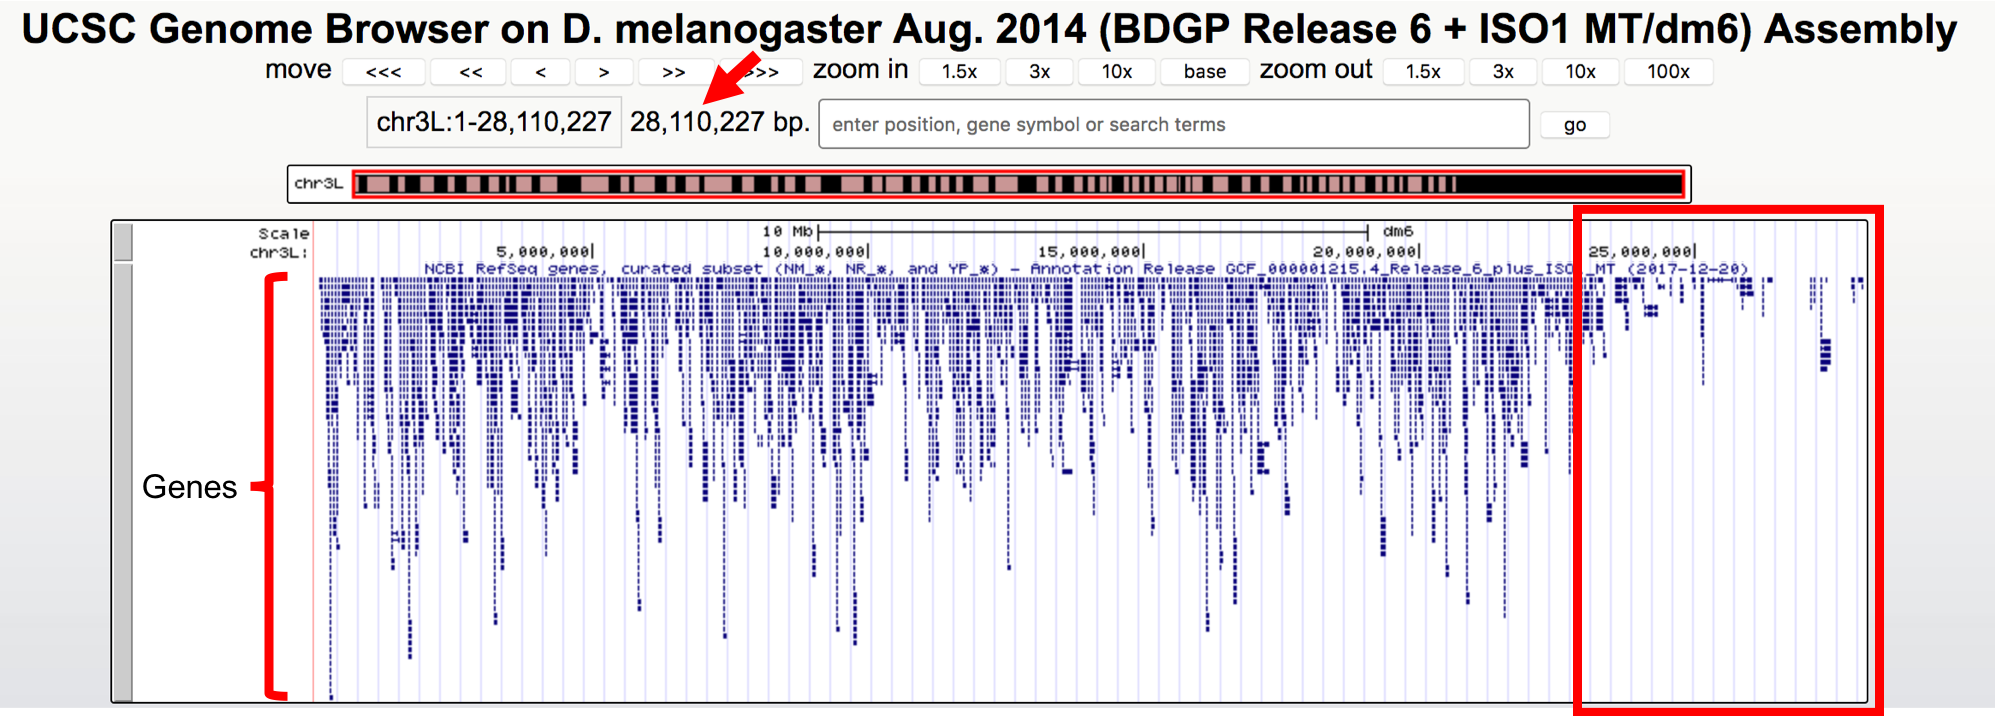 UCSC Genome Browser on D. melanogaster Aug. 2014 (BDGP Release 6 + ISO1 MT/dm6) Assembly
move <<< << < > >> >>> zoom in 1.5x 3x 10x base zoom out 1.5x 3x 10x 100x
chr3L:1-28,110,227 28,110,227 bp. enter position, gene symbol or search terms go
chr3L
Scale 10 Mb dm6
chr3L: 5,000,000 10,000,000 15,000,000 20,000,000 25,000,000
NCBI RefSeq genes, curated subset (NM_*, NR_*, and YP_*) - Annotation Release GCF_000001215.4_Release_6_plus_ISO1_MT (2017-12-20)
Genes